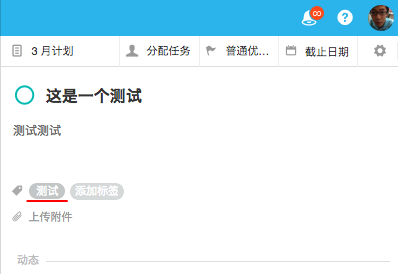 ∞ ?
3 月计划 分配任务 普通优... 截止日期
这是一个测试
测试测试
测试 添加标签
上传附件
动态